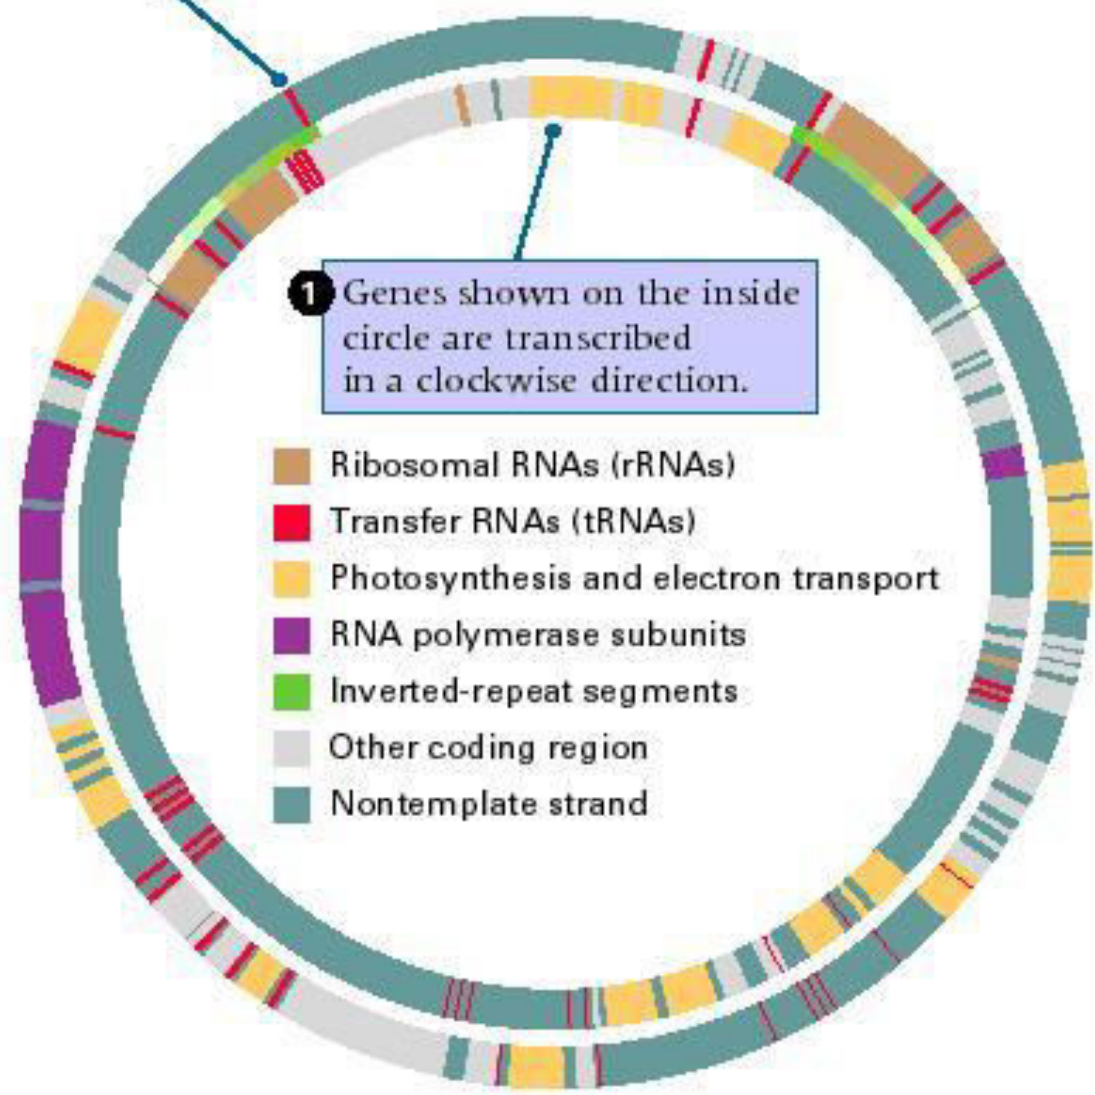 1 Genes shown on the inside
circle are transcribed
in a clockwise direction.
Ribosomal RNAs (rRNAs)
Transfer RNAs (tRNAs)
Photosynthesis and electron transport
RNA polymerase subunits
Inverted-repeat segments
Other coding region
Nontemplate strand